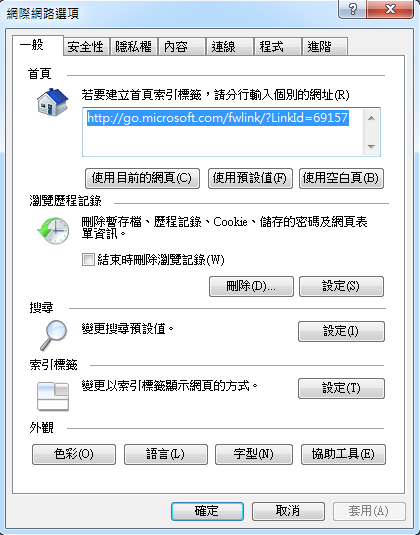 網際網路選項
一般 安全性 隱私權 內容 連線 程式 進階
首頁
若要建立首頁索引標籤，請分行輸入個別的網址(R)
http://go.microsoft.com/fwlink/?LinkId=69157
使用目前的網頁(C) 使用預設值(F) 使用空白頁(B)
瀏覽歷程記錄
刪除暫存檔、歷程記錄、Cookie、儲存的密碼及網頁表
單資訊。
結束時刪除瀏覽記錄(W)
刪除(D)... 設定(S)
搜尋
變更搜尋預設值。 設定(I)
索引標籤
變更以索引標籤顯示網頁的方式。 設定(T)
外觀
色彩(O) 語言(L) 字型(N) 協助工具(E)
確定 取消 套用(A)